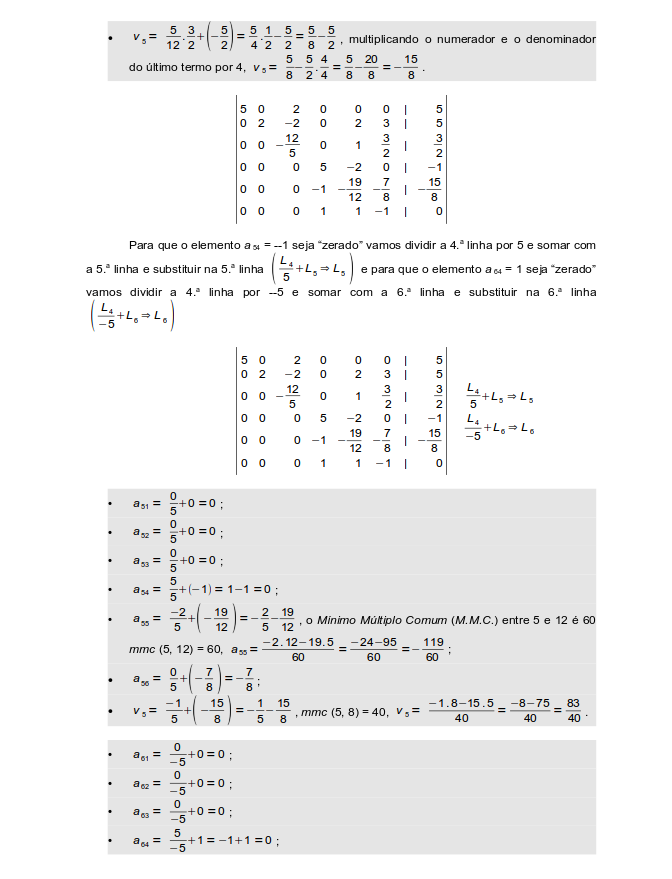 • v₅ = 5/12 . 3/2 + (−5/2) = 5/4 . 1/2 − 5/2 = 5/8 − 5/2 , multiplicando o numerador e o denominador
do último termo por 4, v₅ = 5/8 − 5/2 . 4/4 = 5/8 − 20/8 = −15/8 .
5 0 2 0 0 0 | 5
0 2 −2 0 2 3 | 5
0 0 −12/5 0 1 3/2 | 3/2
0 0 0 5 −2 0 | −1
0 0 0 −1 −19/12 −7/8 | −15/8
0 0 0 1 1 −1 | 0
Para que o elemento a₅₄ = --1 seja “zerado” vamos dividir a 4.ª linha por 5 e somar com
a 5.ª linha e substituir na 5.ª linha (L₄/5 + L₅ ⇒ L₅) e para que o elemento a₆₄ = 1 seja “zerado”
vamos dividir a 4.ª linha por --5 e somar com a 6.ª linha e substituir na 6.ª linha
(L₄/−5 + L₆ ⇒ L₆)
5 0 2 0 0 0 | 5
0 2 −2 0 2 3 | 5
0 0 −12/5 0 1 3/2 | 3/2 L₄/5 + L₅ ⇒ L₅
0 0 0 5 −2 0 | −1 L₄/−5 + L₆ ⇒ L₆
0 0 0 −1 −19/12 −7/8 | −15/8
0 0 0 1 1 −1 | 0
• a₅₁ = 0/5 + 0 = 0 ;
• a₅₂ = 0/5 + 0 = 0 ;
• a₅₃ = 0/5 + 0 = 0 ;
• a₅₄ = 5/5 + (−1) = 1−1 = 0 ;
• a₅₅ = −2/5 + (−19/12) = −2/5 − 19/12 , o Mínimo Múltiplo Comum (M.M.C.) entre 5 e 12 é 60
mmc (5, 12) = 60, a₅₅ = −2.12−19.5/60 = −24−95/60 = −119/60 ;
• a₅₆ = 0/5 + (−7/8) = −7/8 ;
• v₅ = −1/5 + (−15/8) = −1/5 − 15/8 , mmc (5, 8) = 40, v₅ = −1.8−15.5/40 = −8−75/40 = 83/40 .
• a₆₁ = 0/−5 + 0 = 0 ;
• a₆₂ = 0/−5 + 0 = 0 ;
• a₆₃ = 0/−5 + 0 = 0 ;
• a₆₄ = 5/−5 + 1 = −1+1 = 0 ;